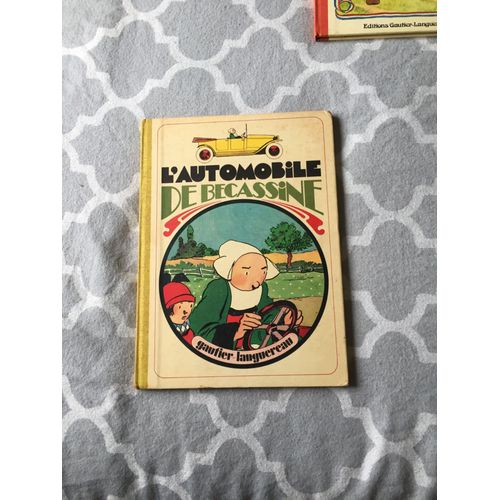 Editions Gautier-Langue
L'AUTOMOBILE
DE BECASSINE
gautier-languereau